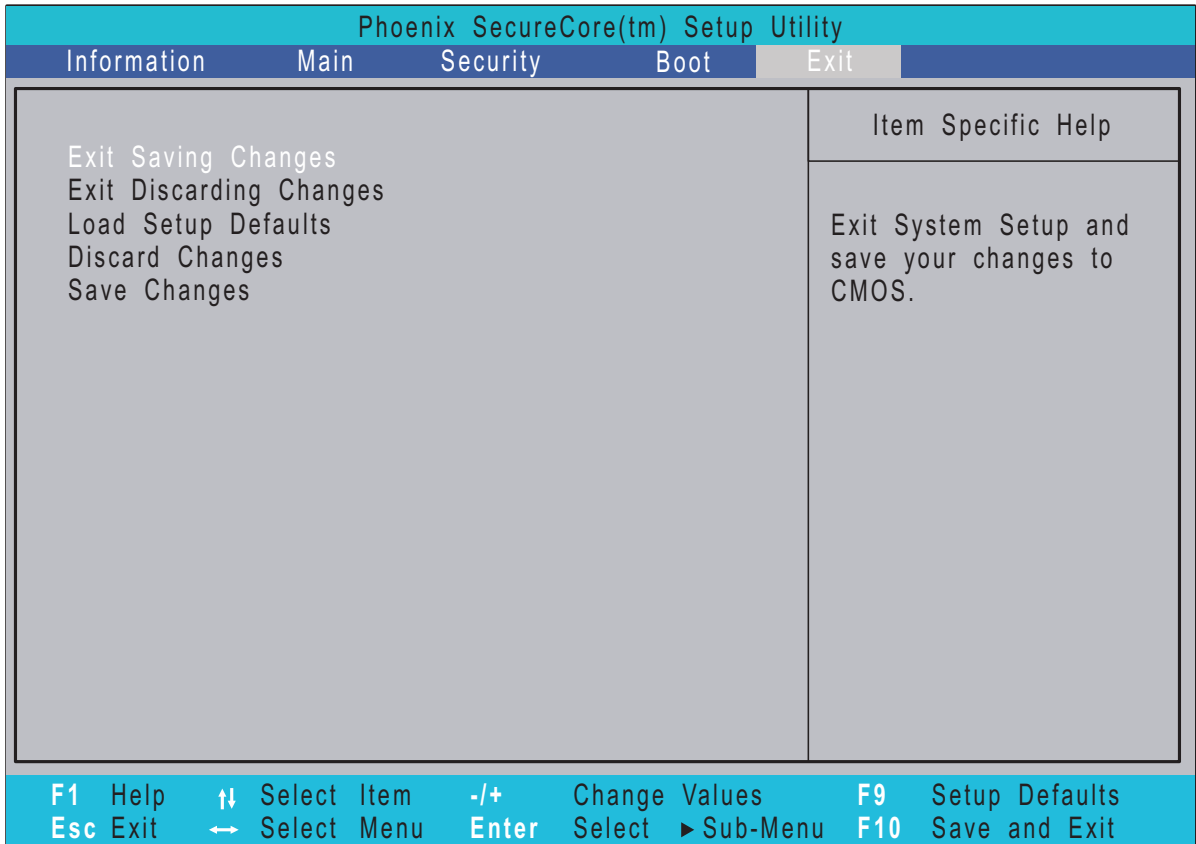 Phoenix SecureCore(tm) Setup Utility
Information Main Security Boot Exit
Item Specific Help
Exit Saving Changes
Exit Discarding Changes
Load Setup Defaults
Discard Changes
Save Changes
Exit System Setup and
save your changes to
CMOS.
F1 Help ↑↓ Select Item -/+ Change Values F9 Setup Defaults
Esc Exit ↔ Select Menu Enter Select ▶ Sub-Menu F10 Save and Exit